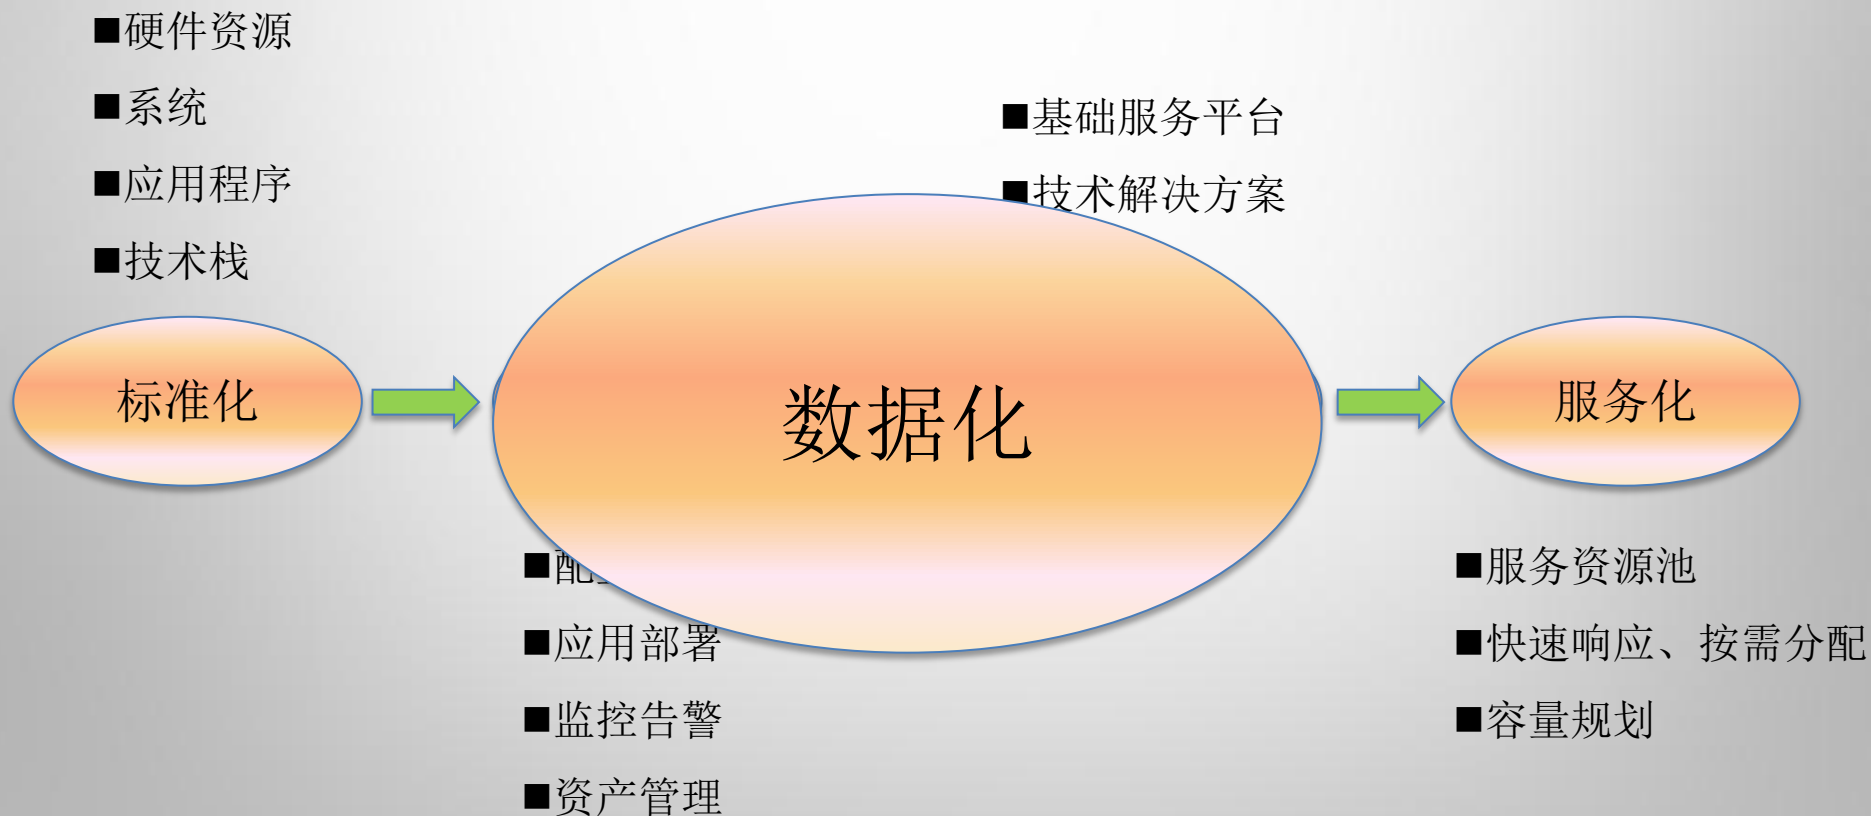 ■硬件资源
■系统
■应用程序
■技术栈
■基础服务平台
■技术解决方案
标准化
数据化
服务化
■配
■应用部署
■监控告警
■资产管理
■服务资源池
■快速响应、按需分配
■容量规划